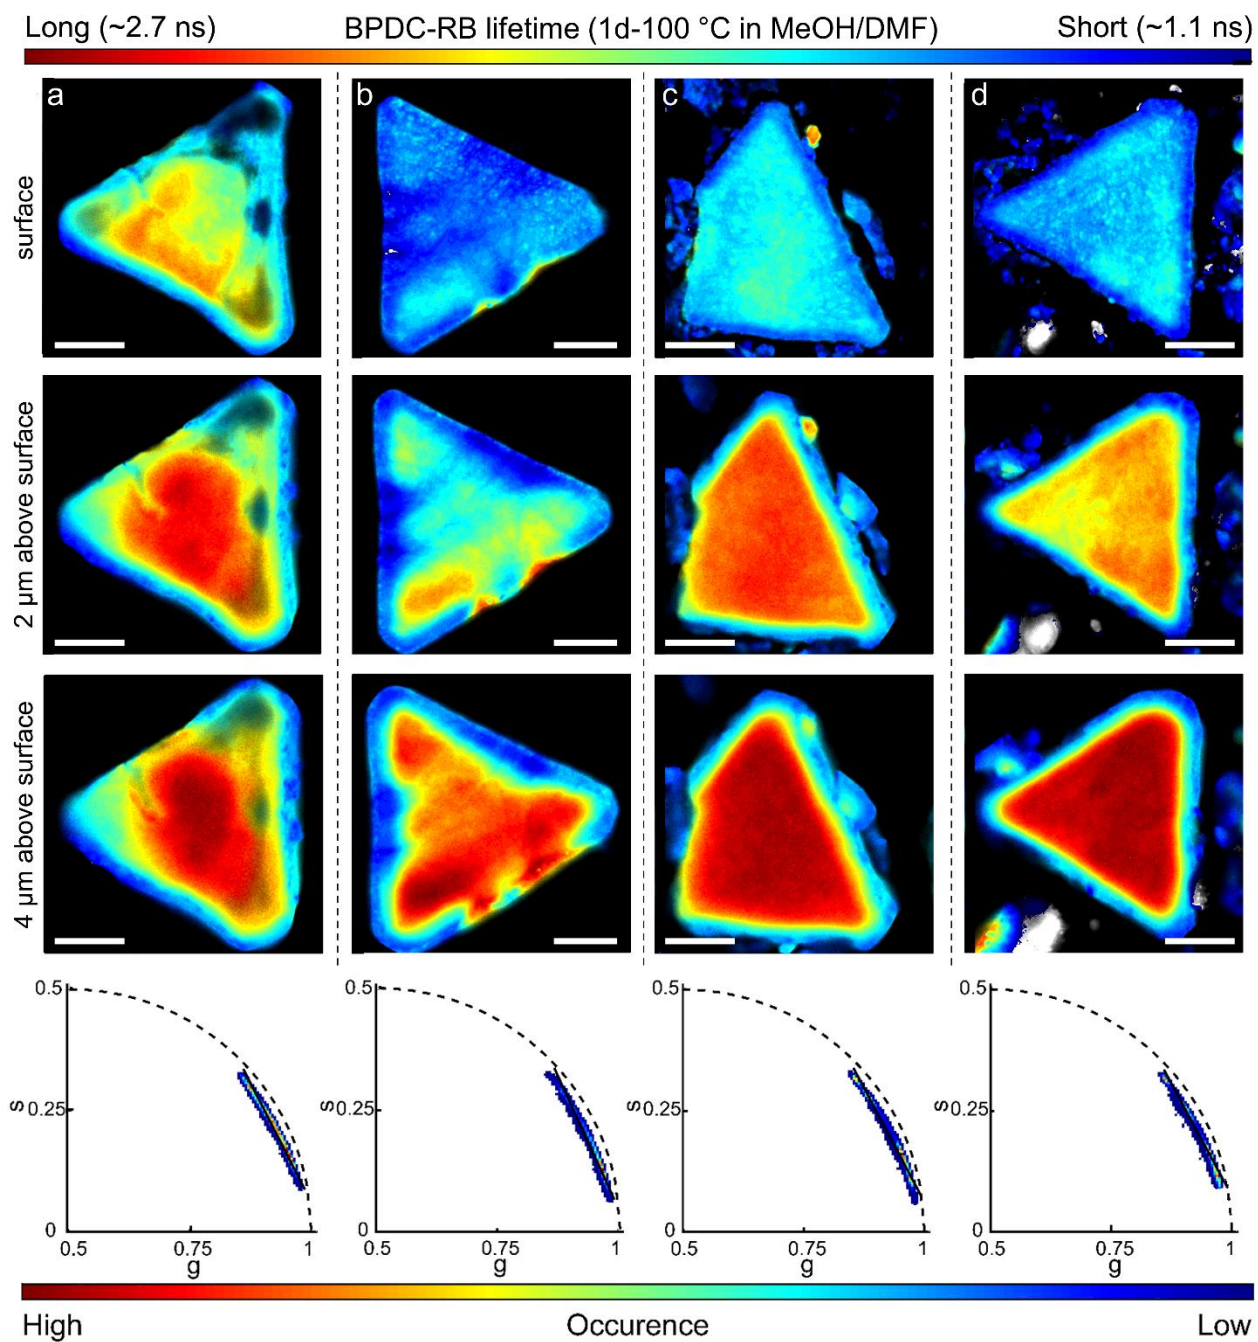 Long (~2.7 ns) BPDC-RB lifetime (1d-100 °C in MeOH/DMF) Short (~1.1 ns)
a b c d
surface
2 µm above surface
4 µm above surface
0.5 0.5 0.5 0.5
s 0.25 s 0.25 s 0.25 s 0.25
0 0 0 0
0.5 0.75 1 0.5 0.75 1 0.5 0.75 1 0.5 0.75 1
g g g g
High Occurence Low